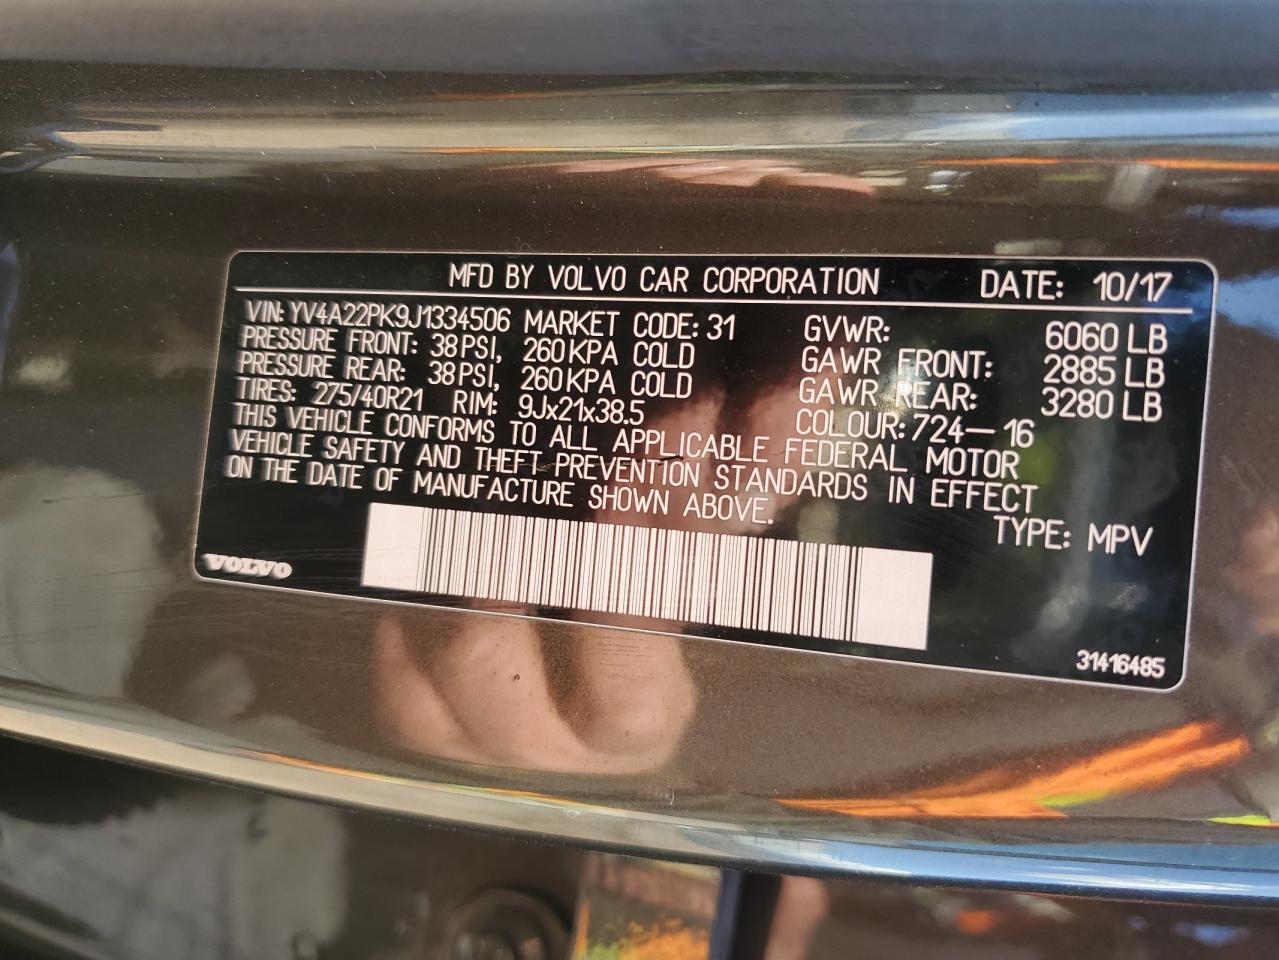 MFD BY VOLVO CAR CORPORATION DATE: 10/17
VIN: YV4A22PK9J1334506 MARKET CODE: 31 GVWR: 6060 LB
PRESSURE FRONT: 38 PSI, 260 KPA COLD GAWR FRONT: 2885 LB
PRESSURE REAR: 38 PSI, 260 KPA COLD GAWR REAR: 3280 LB
TIRES: 275/40R21 RIM: 9Jx21x38.5 COLOUR: 724-16
THIS VEHICLE CONFORMS TO ALL APPLICABLE FEDERAL MOTOR
VEHICLE SAFETY AND THEFT PREVENTION STANDARDS IN EFFECT
ON THE DATE OF MANUFACTURE SHOWN ABOVE.
TYPE: MPV
VOLVO
31416485